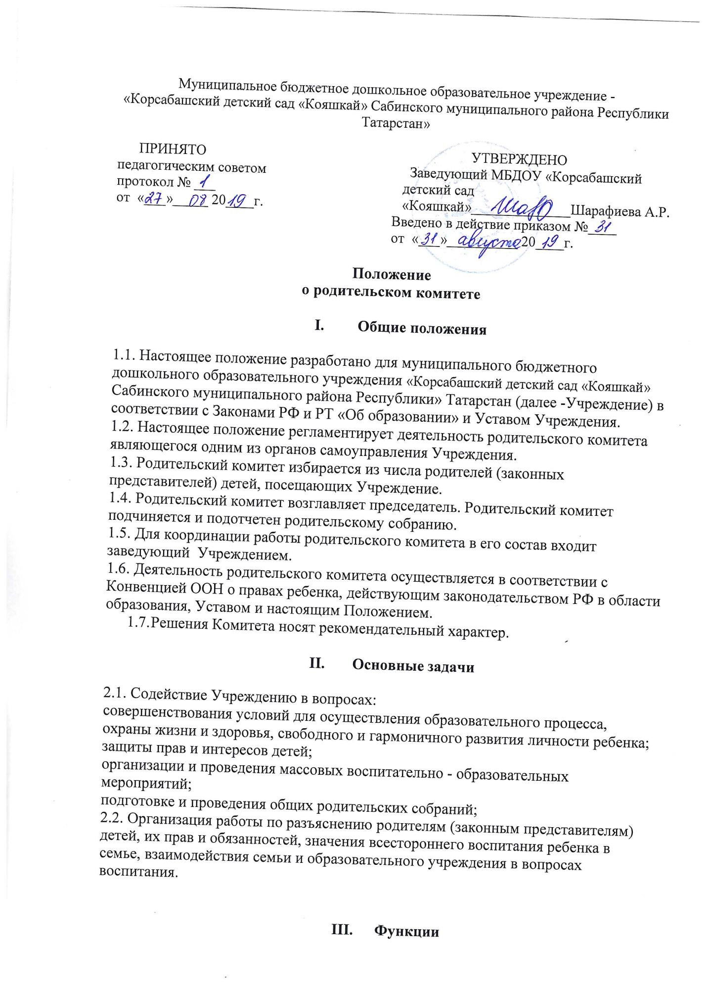 Муниципальное бюджетное дошкольное образовательное учреждение -
«Корсабашский детский сад «Кояшкай» Сабинского муниципального района Республики
Татарстан»
ПРИНЯТО
педагогическим советом
протокол № 1
от «27» 08 2019 г.
УТВЕРЖДЕНО
Заведующий МБДОУ «Корсабашский
детский сад
«Кояшкай»______________Шарафиева А.Р.
Введено в действие приказом № 31
от «31» августа 2019 г.
Положение
о родительском комитете
I. Общие положения
1.1. Настоящее положение разработано для муниципального бюджетного
дошкольного образовательного учреждения «Корсабашский детский сад «Кояшкай»
Сабинского муниципального района Республики» Татарстан (далее -Учреждение) в
соответствии с Законами РФ и РТ «Об образовании» и Уставом Учреждения.
1.2. Настоящее положение регламентирует деятельность родительского комитета
являющегося одним из органов самоуправления Учреждения.
1.3. Родительский комитет избирается из числа родителей (законных
представителей) детей, посещающих Учреждение.
1.4. Родительский комитет возглавляет председатель. Родительский комитет
подчиняется и подотчетен родительскому собранию.
1.5. Для координации работы родительского комитета в его состав входит
заведующий  Учреждением.
1.6. Деятельность родительского комитета осуществляется в соответствии с
Конвенцией ООН о правах ребенка, действующим законодательством РФ в области
образования, Уставом и настоящим Положением.
1.7.Решения Комитета носят рекомендательный характер.
II. Основные задачи
2.1. Содействие Учреждению в вопросах:
совершенствования условий для осуществления образовательного процесса,
охраны жизни и здоровья, свободного и гармоничного развития личности ребенка;
защиты прав и интересов детей;
организации и проведения массовых воспитательно - образовательных
мероприятий;
подготовке и проведения общих родительских собраний;
2.2. Организация работы по разъяснению родителям (законным представителям)
детей, их прав и обязанностей, значения всестороннего воспитания ребенка в
семье, взаимодействия семьи и образовательного учреждения в вопросах
воспитания.
III. Функции